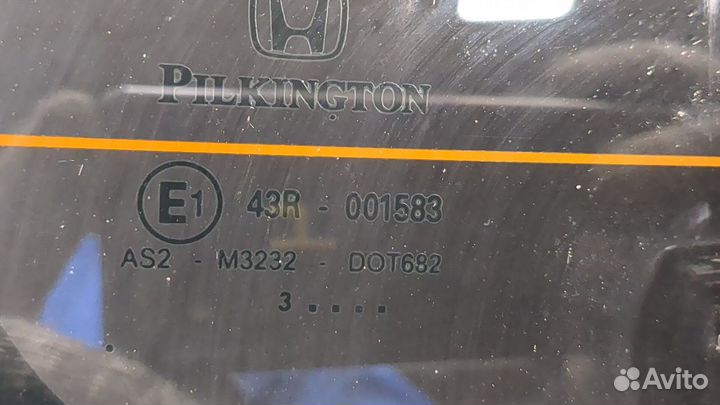 PILKINGTON
E1 43R - 001583
AS2 - M3232 - DOT682
3 ....
Avito